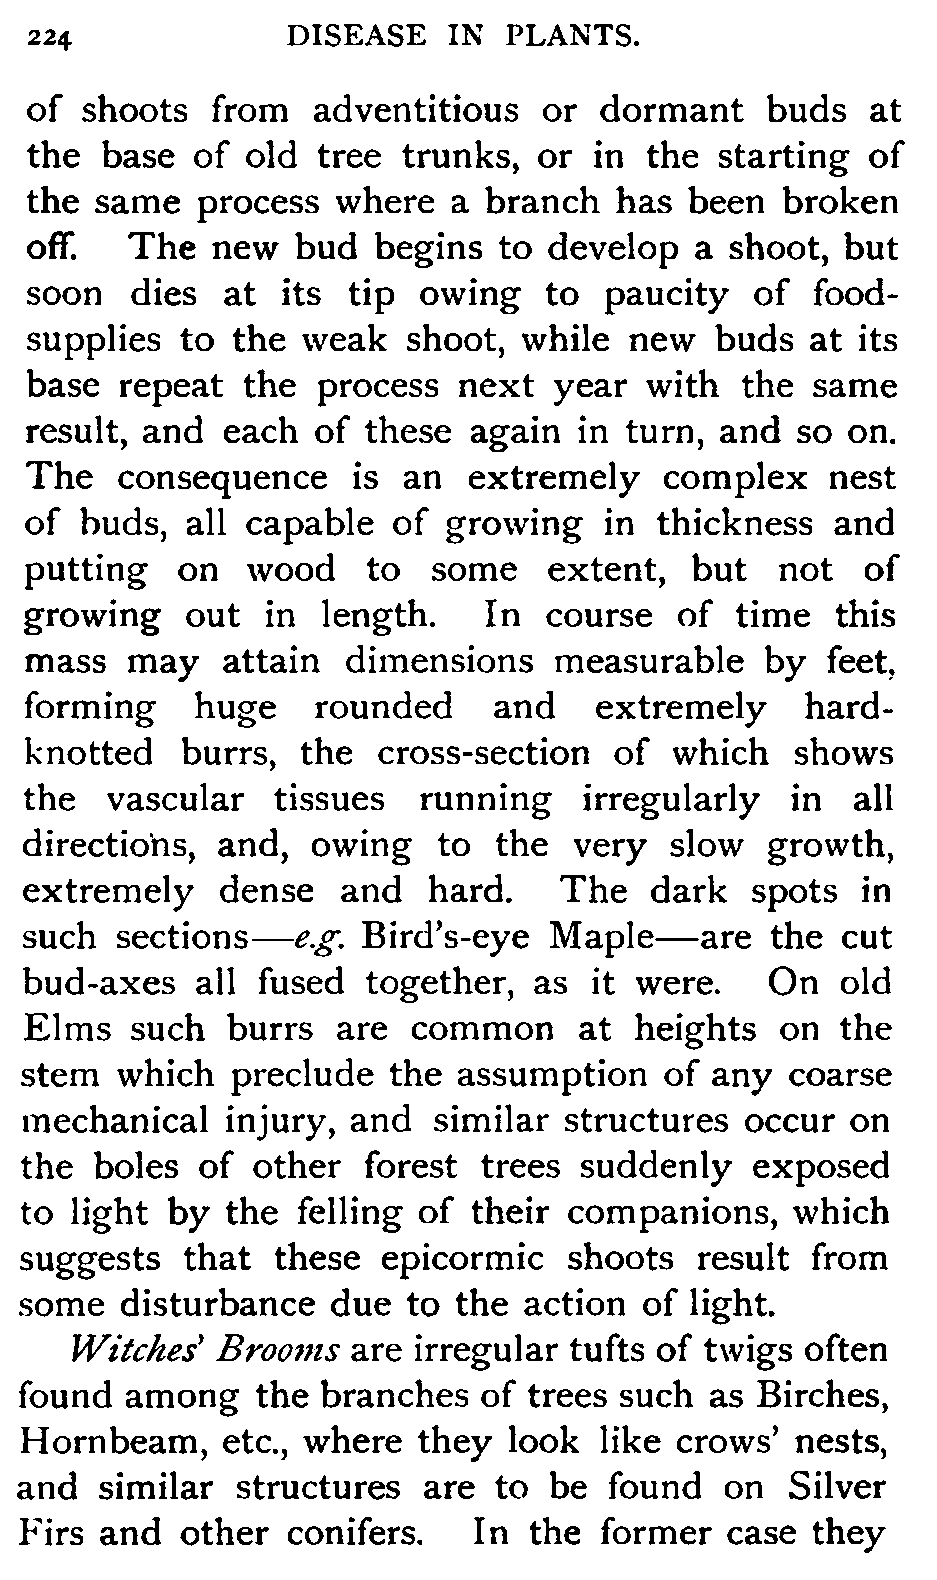 224 DISEASE IN PLANTS.
of shoots from adventitious or dormant buds at
the base of old tree trunks, or in the starting of
the same process where a branch has been broken
off. The new bud begins to develop a shoot, but
soon dies at its tip owing to paucity of food-
supplies to the weak shoot, while new buds at its
base repeat the process next year with the same
result, and each of these again in turn, and so on.
The consequence is an extremely complex nest
of buds, all capable of growing in thickness and
putting on wood to some extent, but not of
growing out in length. In course of time this
mass may attain dimensions measurable by feet,
forming huge rounded and extremely hard-
knotted burrs, the cross-section of which shows
the vascular tissues running irregularly in all
directions, and, owing to the very slow growth,
extremely dense and hard. The dark spots in
such sections—e.g. Bird's-eye Maple—are the cut
bud-axes all fused together, as it were. On old
Elms such burrs are common at heights on the
stem which preclude the assumption of any coarse
mechanical injury, and similar structures occur on
the boles of other forest trees suddenly exposed
to light by the felling of their companions, which
suggests that these epicormic shoots result from
some disturbance due to the action of light.
Witches' Brooms are irregular tufts of twigs often
found among the branches of trees such as Birches,
Hornbeam, etc., where they look like crows' nests,
and similar structures are to be found on Silver
Firs and other conifers. In the former case they